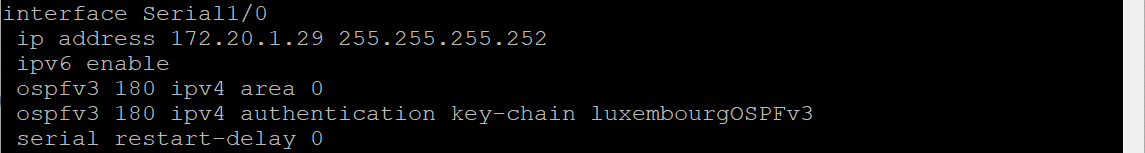 interface Serial1/0
ip address 172.20.1.29 255.255.255.252
ipv6 enable
ospfv3 180 ipv4 area 0
ospfv3 180 ipv4 authentication key-chain luxembourgOSPFv3
serial restart-delay 0